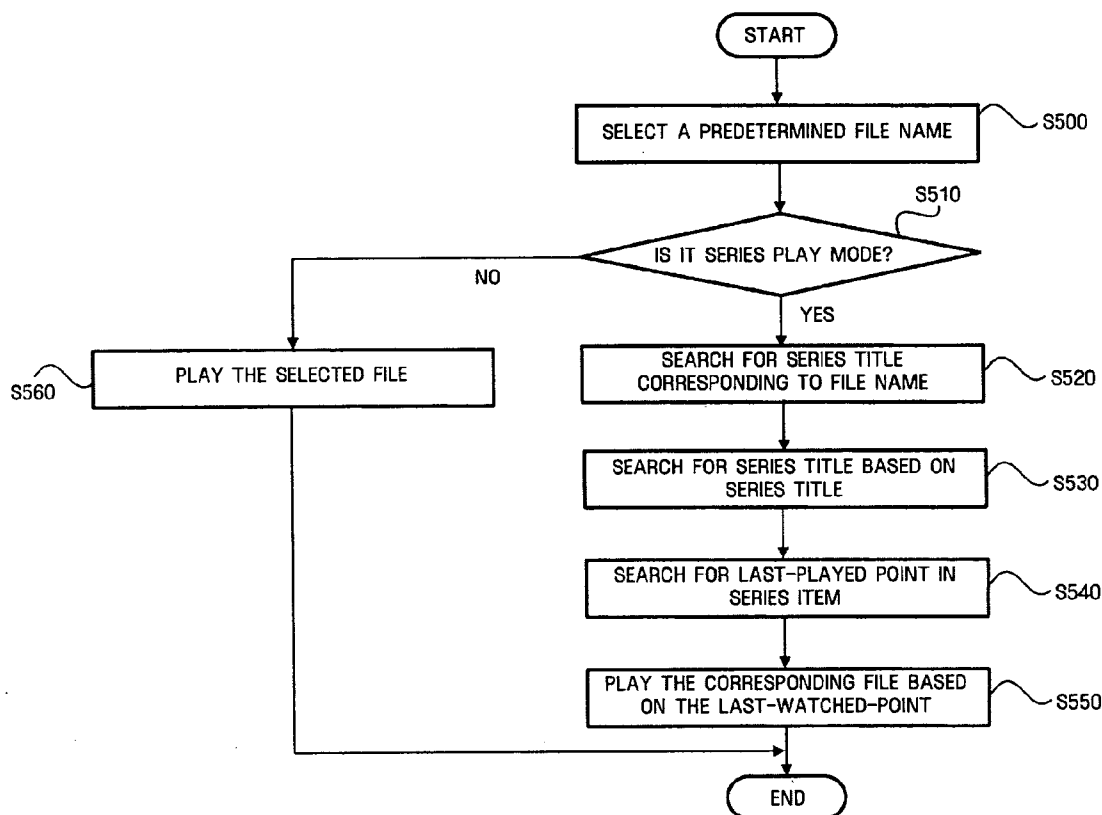 START
SELECT A PREDETERMINED FILE NAME
S500
S510
IS IT SERIES PLAY MODE?
NO
YES
PLAY THE SELECTED FILE
S560
SEARCH FOR SERIES TITLE
CORRESPONDING TO FILE NAME
S520
SEARCH FOR SERIES TITLE BASED ON
SERIES TITLE
S530
SEARCH FOR LAST-PLAYED POINT IN
SERIES ITEM
S540
PLAY THE CORRESPONDING FILE BASED
ON THE LAST-WATCHED-POINT
S550
END